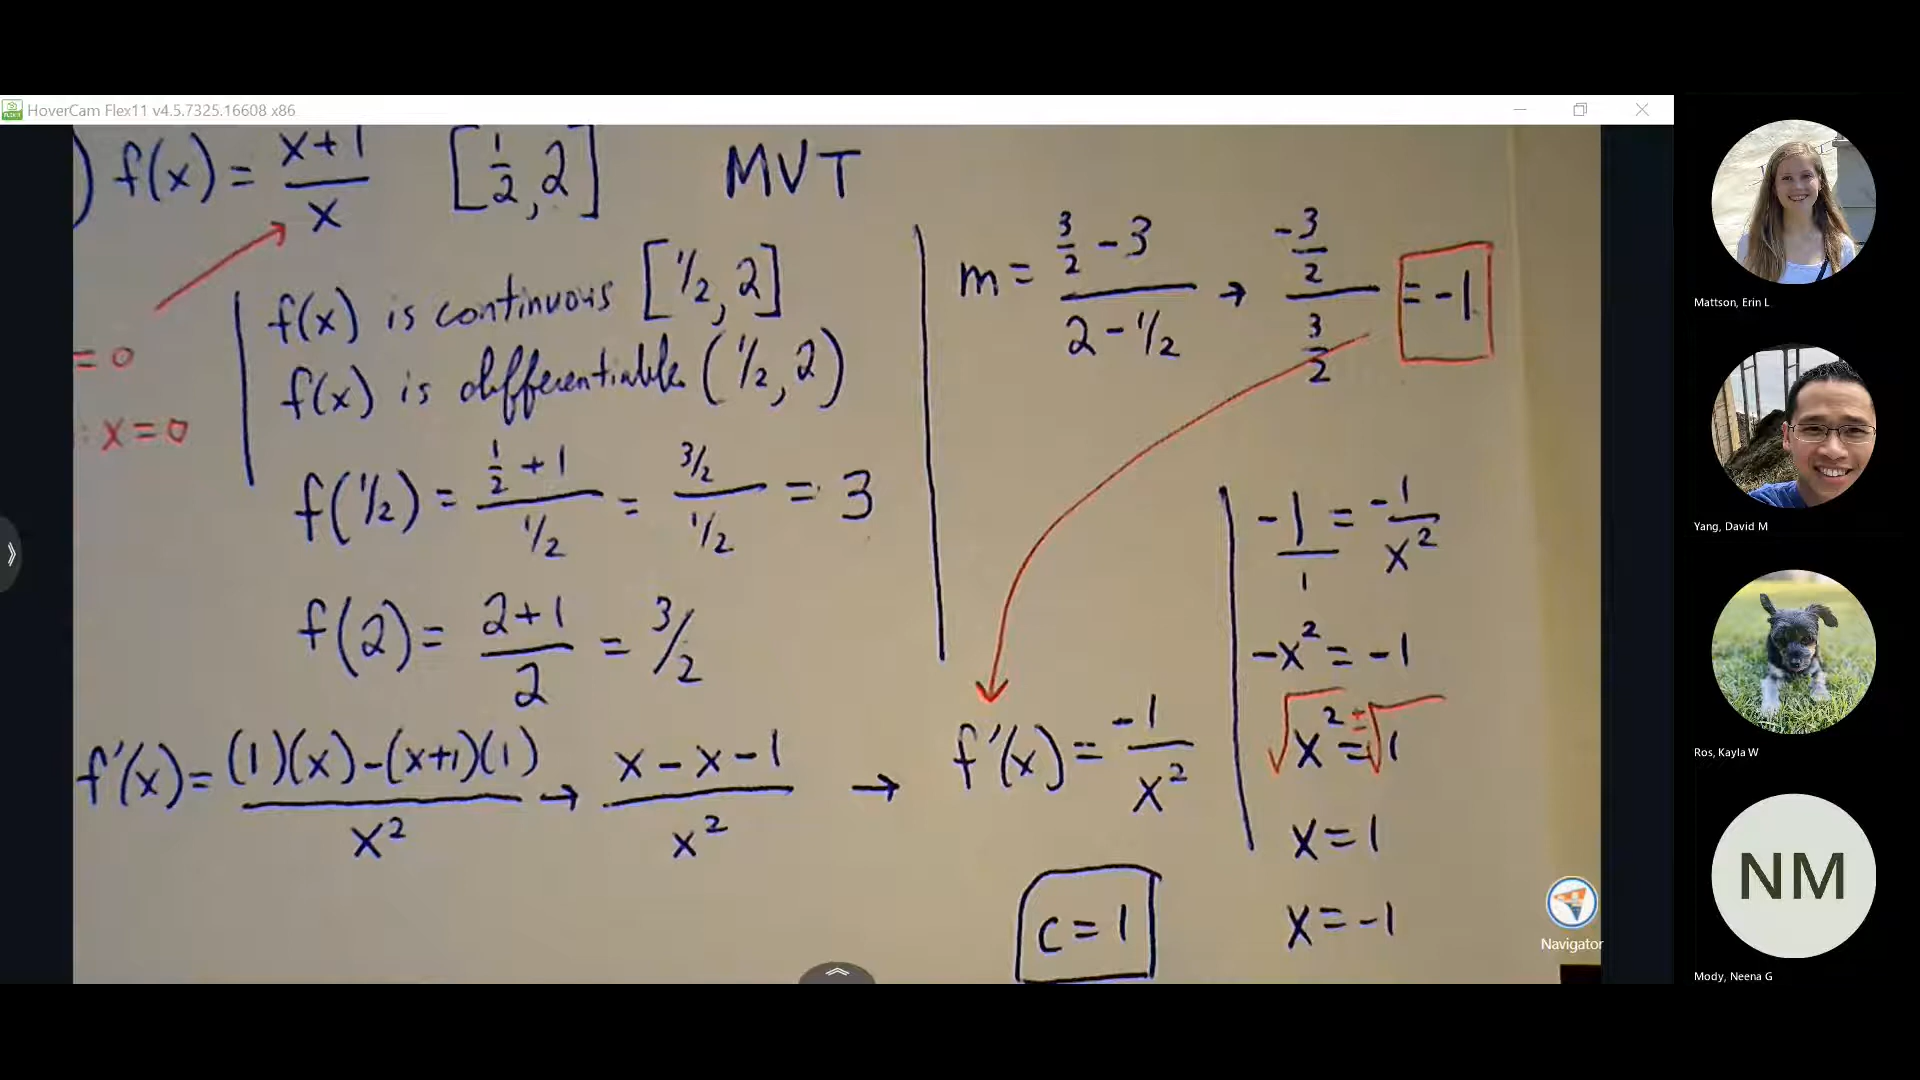 HoverCam Flex11 v4.5.7325.16608 x86
) f(x) = (x+1)/x [1/2, 2] MVT
= 0
: x = 0
f(x) is continuous [1/2, 2]
f(x) is differentiable (1/2, 2)
f(1/2) = (1/2 + 1)/(1/2) = (3/2)/(1/2) = 3
f(2) = (2+1)/2 = 3/2
f'(x) = ((1)(x)-(x+1)(1))/x² → (x-x-1)/x² → f'(x) = -1/x²
m = (3/2 - 3)/(2 - 1/2) → (-3/2)/(3/2) = -1
-1/1 = -1/x²
-x² = -1
√x² = ±√1
x = 1
x = -1
c = 1
Navigator
Mattson, Erin L
Yang, David M
Ros, Kayla W
NM
Mody, Neena G